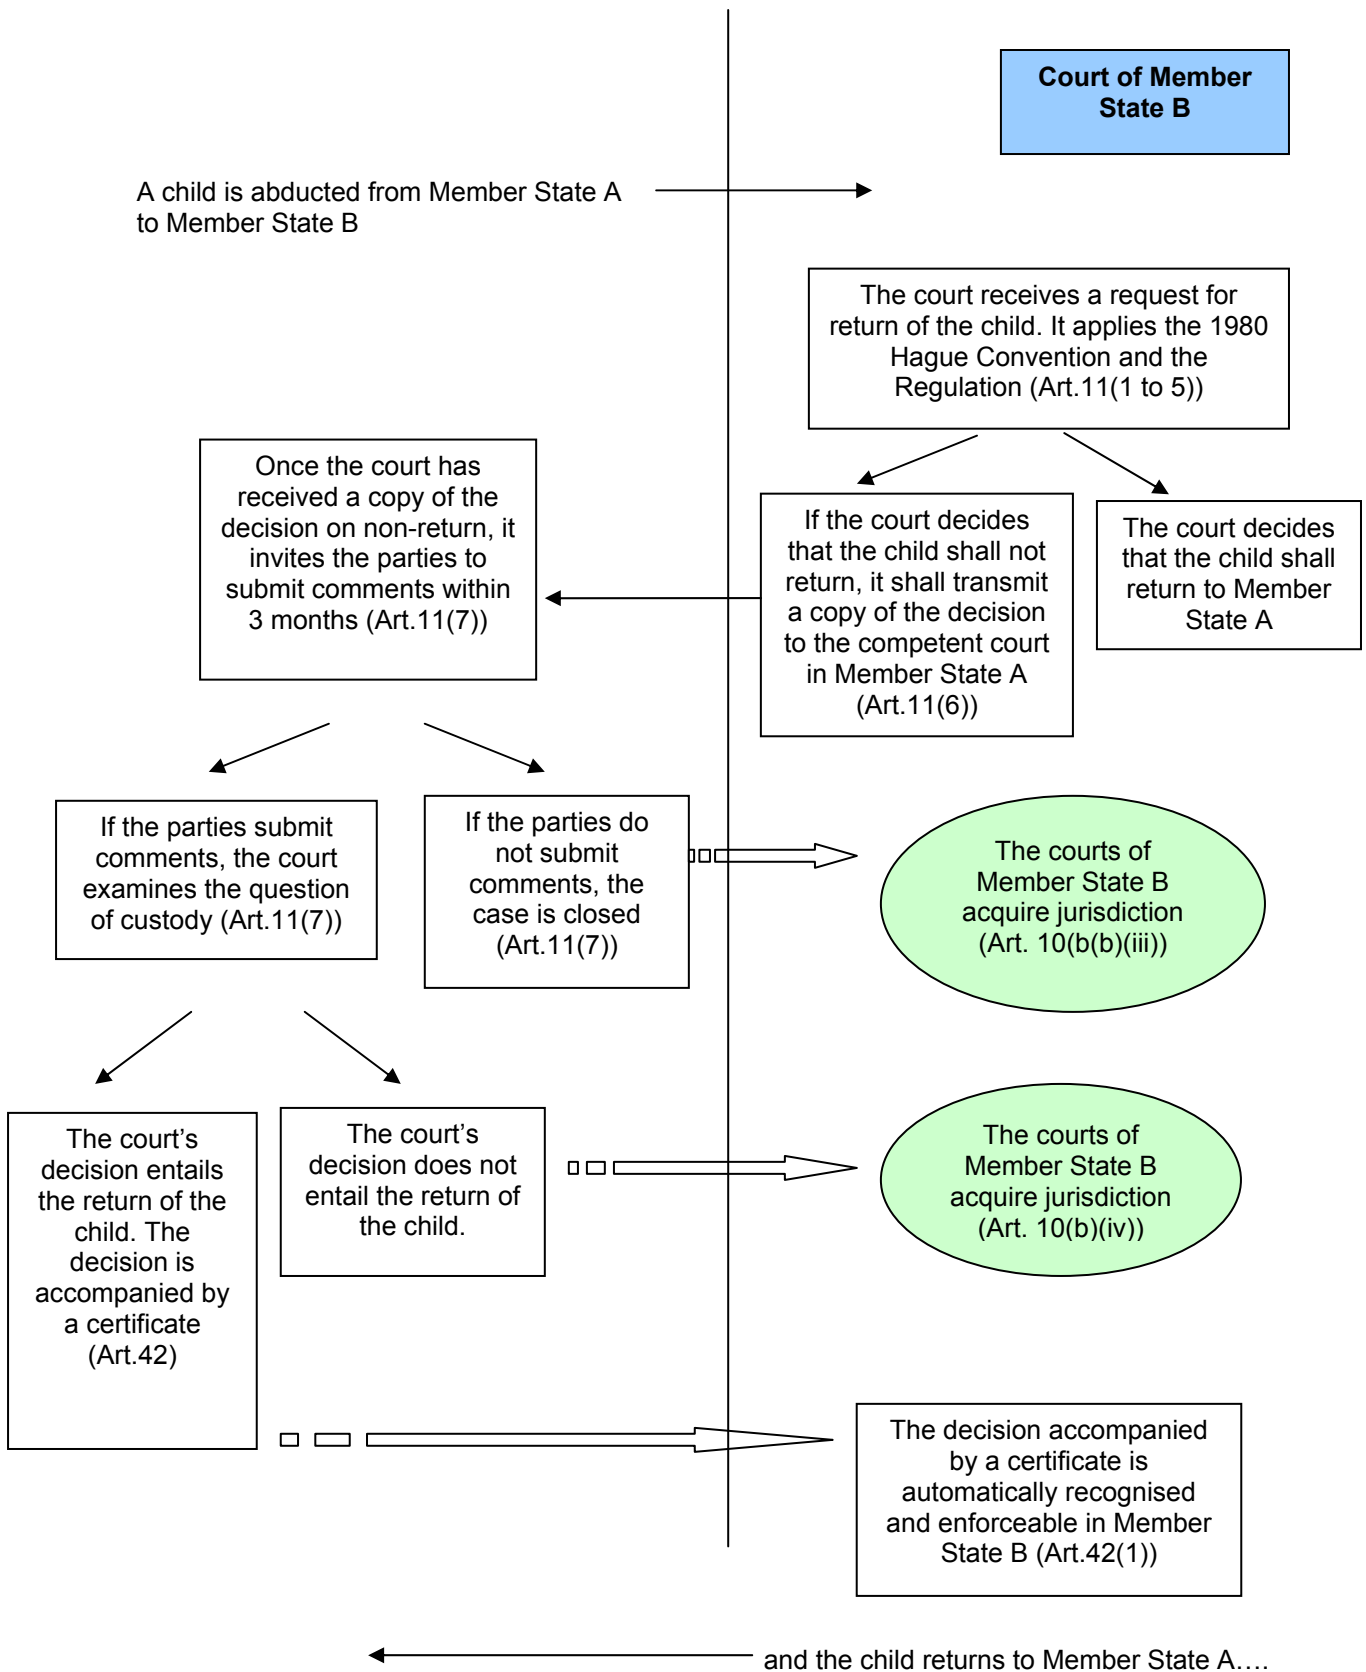 Court of Member
State B
A child is abducted from Member State A
to Member State B
The court receives a request for
return of the child. It applies the 1980
Hague Convention and the
Regulation (Art.11(1 to 5))
Once the court has
received a copy of the
decision on non-return, it
invites the parties to
submit comments within
3 months (Art.11(7))
If the court decides
that the child shall not
return, it shall transmit
a copy of the decision
to the competent court
in Member State A
(Art.11(6))
The court decides
that the child shall
return to Member
State A
If the parties submit
comments, the court
examines the question
of custody (Art.11(7))
If the parties do
not submit
comments, the
case is closed
(Art.11(7))
The courts of
Member State B
acquire jurisdiction
(Art. 10(b(b)(iii))
The court’s
decision entails
the return of the
child. The
decision is
accompanied by
a certificate
(Art.42)
The court’s
decision does not
entail the return of
the child.
The courts of
Member State B
acquire jurisdiction
(Art. 10(b)(iv))
The decision accompanied
by a certificate is
automatically recognised
and enforceable in Member
State B (Art.42(1))
and the child returns to Member State A….